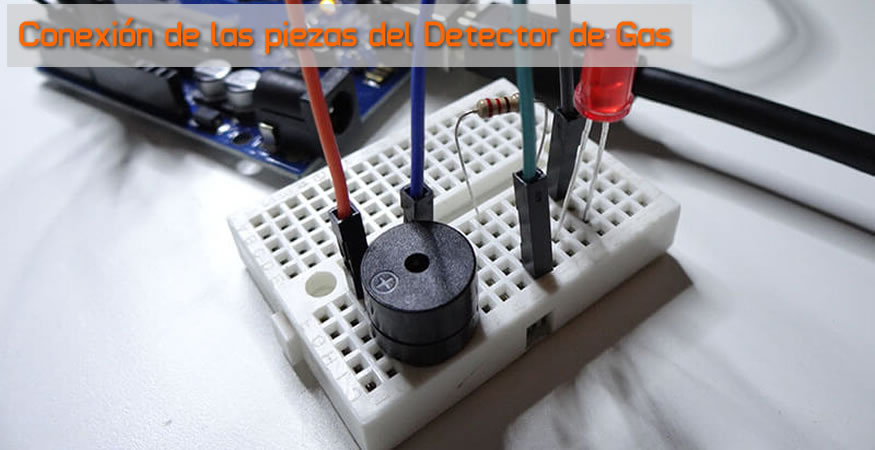 Conexión de las piezas del Detector de Gas